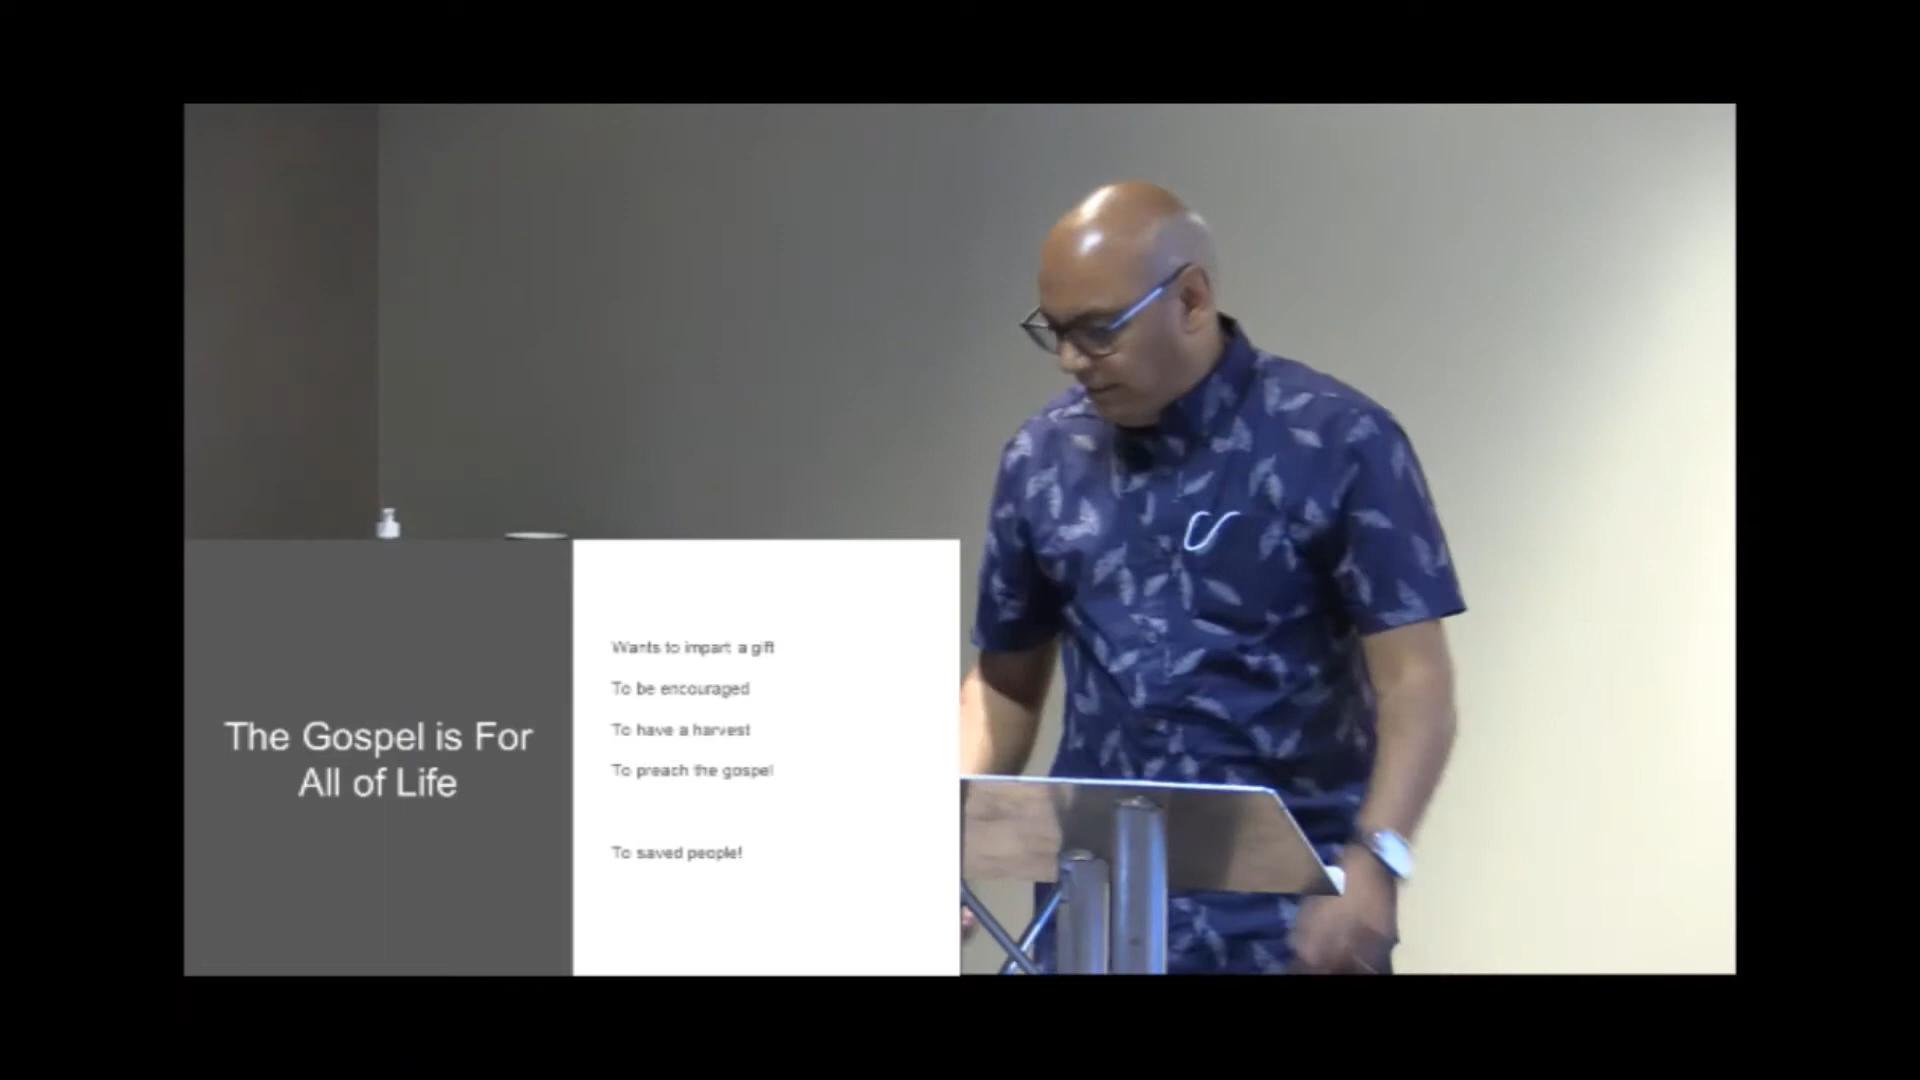 The Gospel is For
All of Life
Wants to impart a gift
To be encouraged
To have a harvest
To preach the gospel
To saved people!